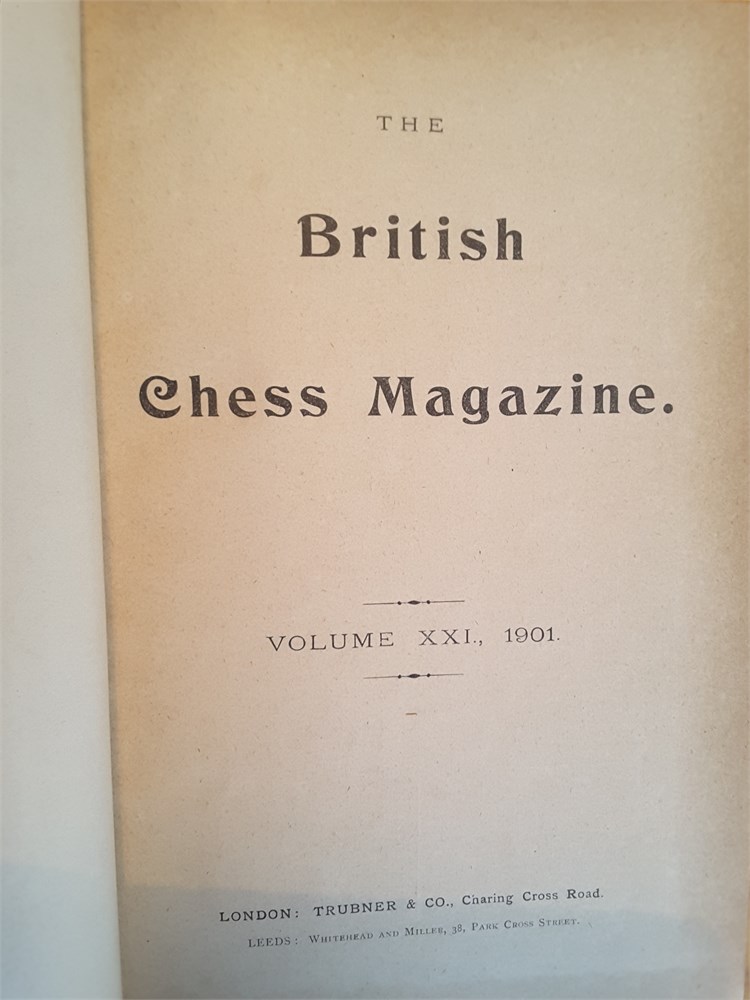 THE
British
Chess Magazine.
VOLUME XXI., 1901.
LONDON: TRUBNER & CO., Charing Cross Road.
LEEDS: WHITEHEAD AND MILLER, 38, PARK CROSS STREET.